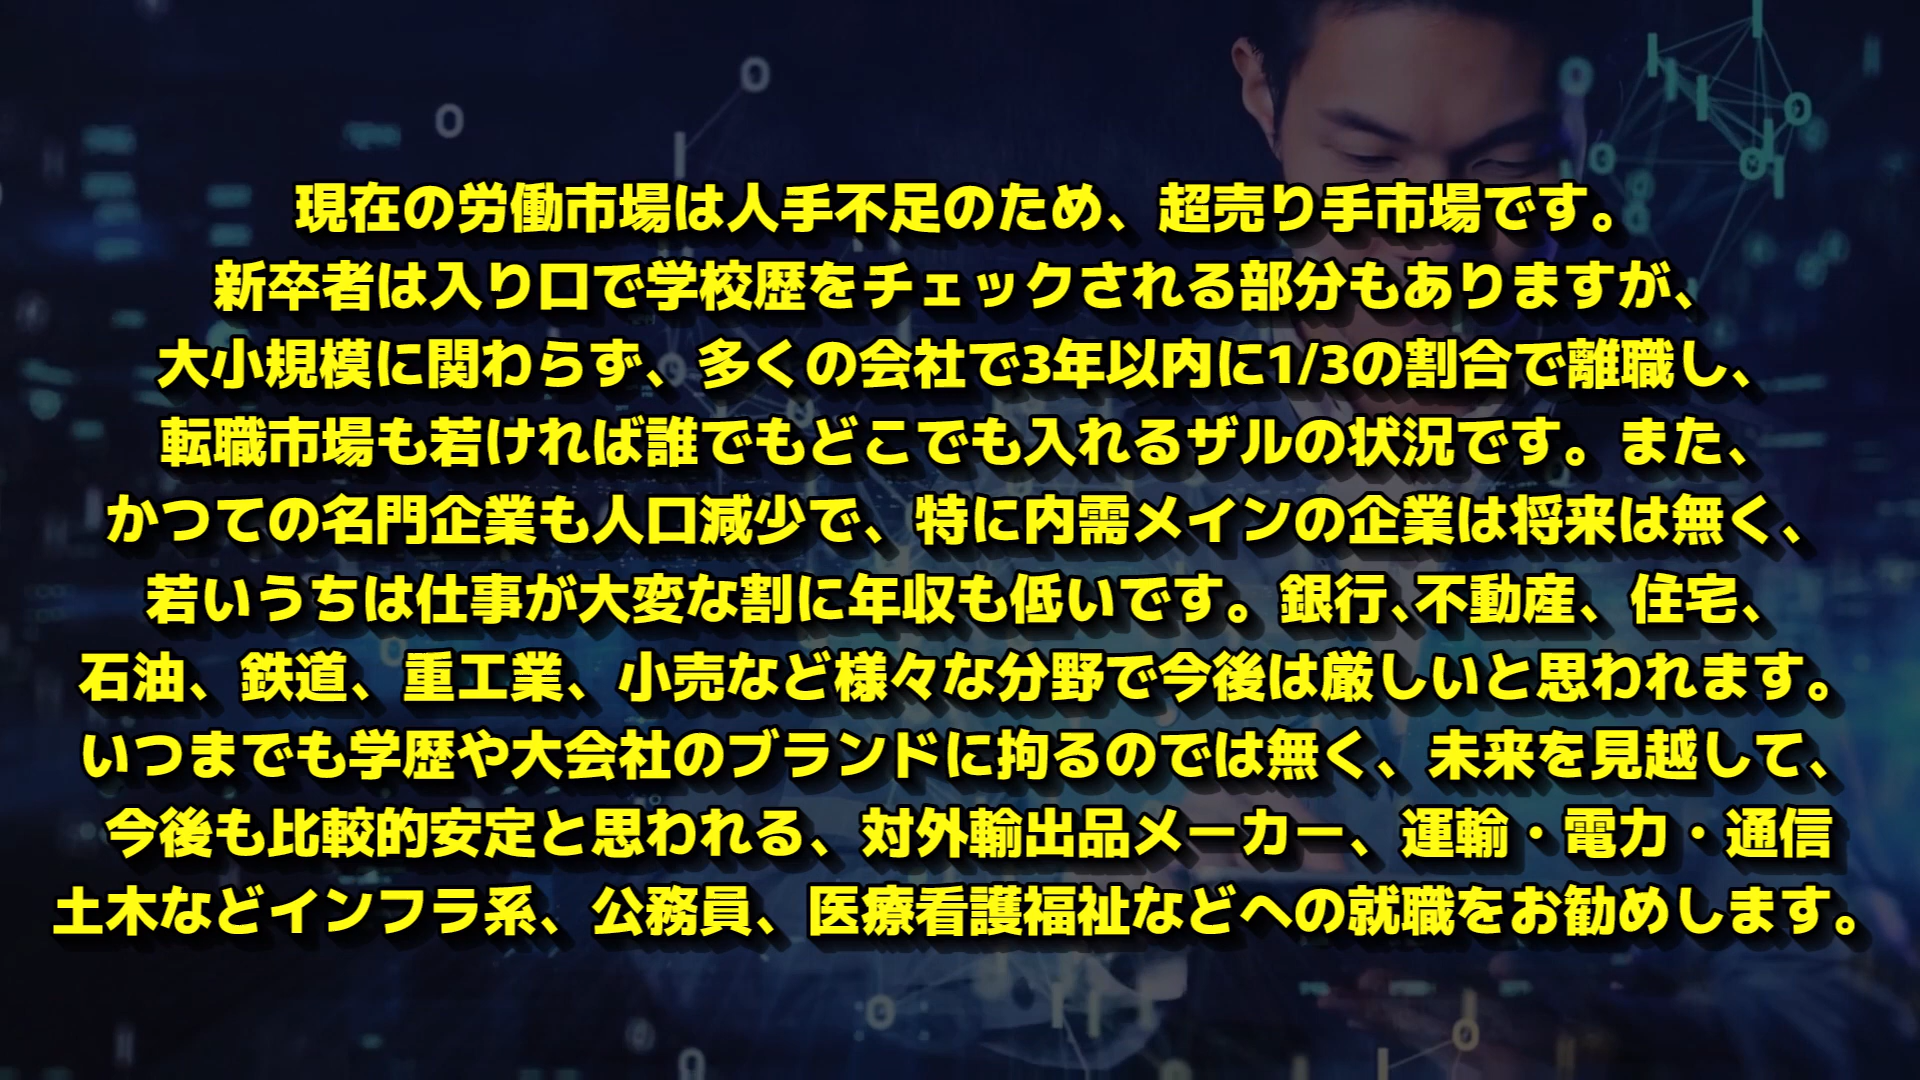 現在の労働市場は人手不足のため、超売り手市場です。
新卒者は入り口で学校歴をチェックされる部分もありますが、
大小規模に関わらず、多くの会社で3年以内に1/3の割合で離職し、
転職市場も若ければ誰でもどこでも入れるザルの状況です。また、
かつての名門企業も人口減少で、特に内需メインの企業は将来は無く、
若いうちは仕事が大変な割に年収も低いです。銀行､不動産、住宅、
石油、鉄道、重工業、小売など様々な分野で今後は厳しいと思われます。
いつまでも学歴や大会社のブランドに拘るのでは無く、未来を見越して、
今後も比較的安定と思われる、対外輸出品メーカー、運輸・電力・通信
土木などインフラ系、公務員、医療看護福祉などへの就職をお勧めします。